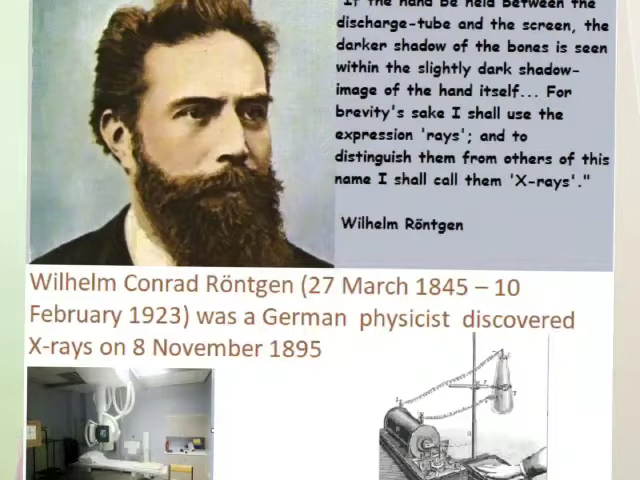 "If the hand be held between the
discharge-tube and the screen, the
darker shadow of the bones is seen
within the slightly dark shadow-
image of the hand itself... For
brevity's sake I shall use the
expression 'rays'; and to
distinguish them from others of this
name I shall call them 'X-rays'."
Wilhelm Röntgen
Wilhelm Conrad Röntgen (27 March 1845 – 10
February 1923) was a German physicist discovered
X-rays on 8 November 1895